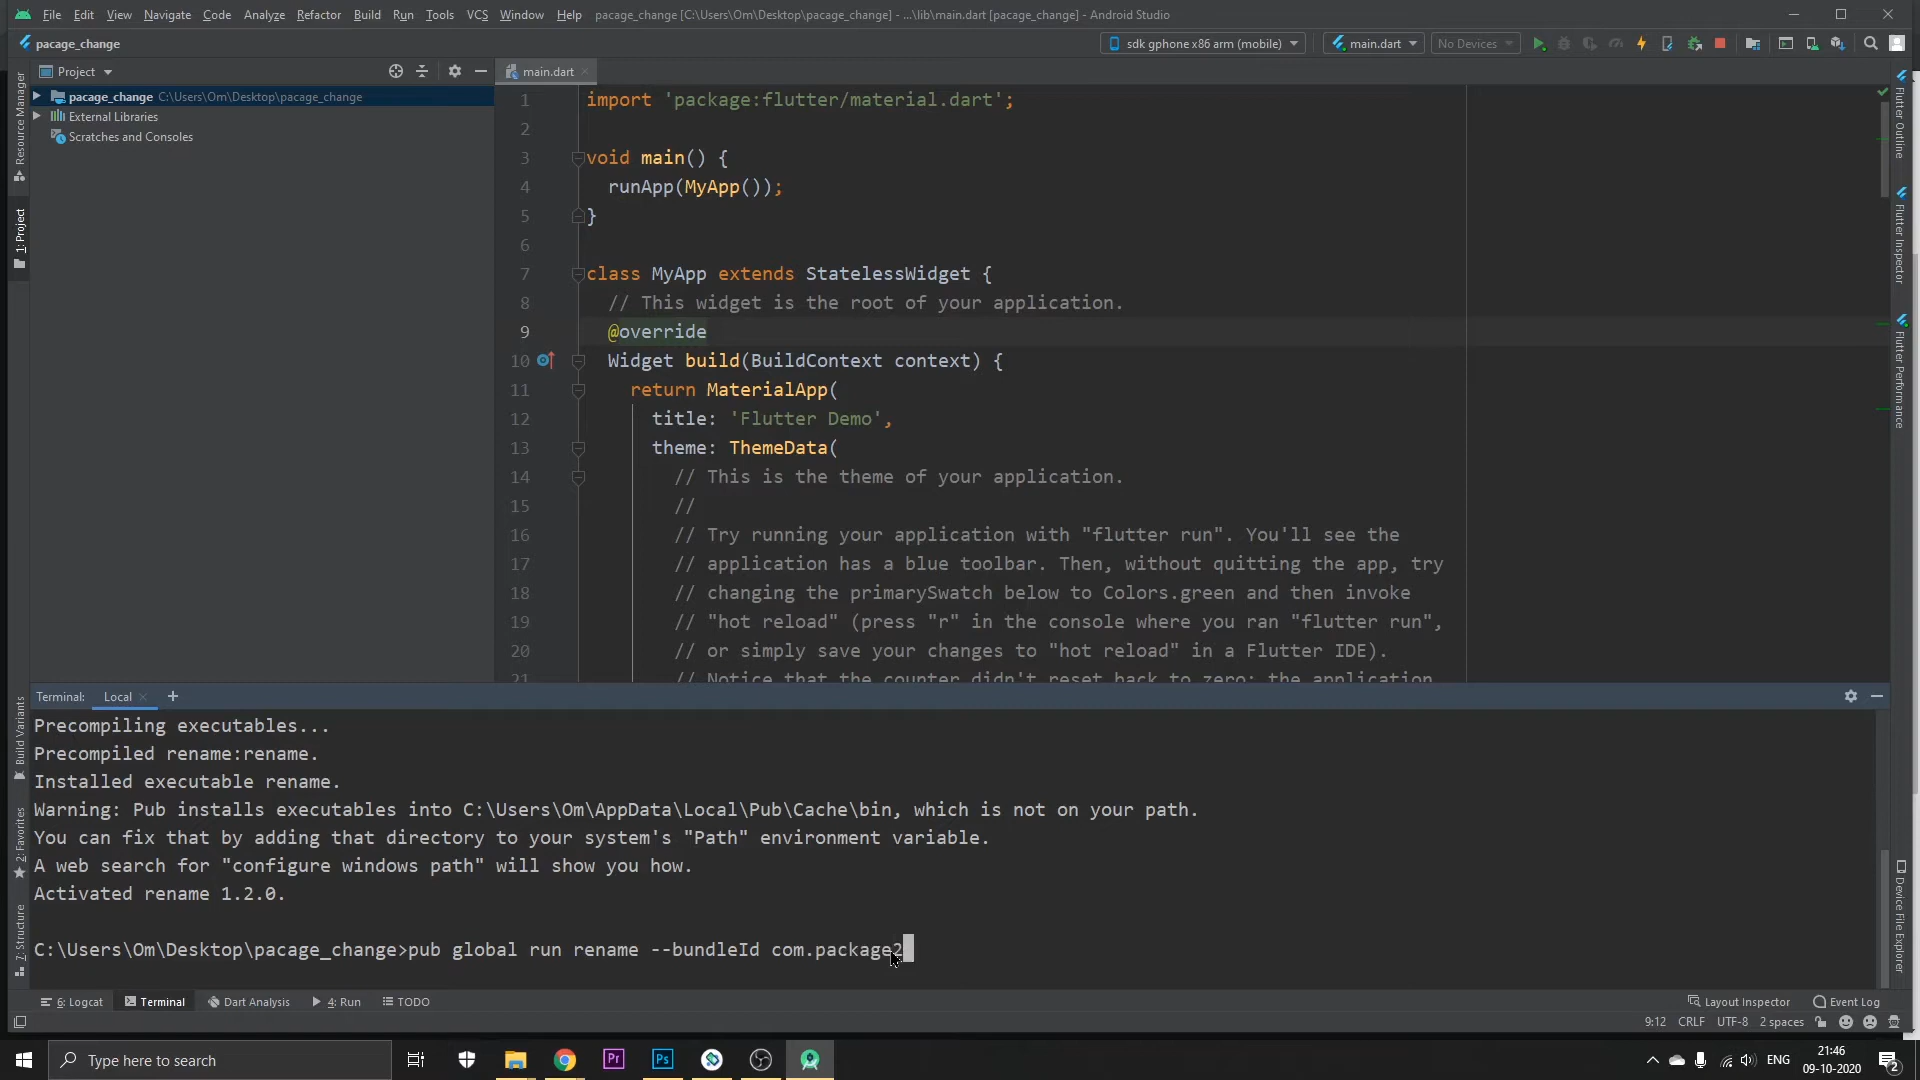 File Edit View Navigate Code Analyze Refactor Build Run Tools VCS Window Help pacage_change [C:\Users\Om\Desktop\pacage_change] - ...\lib\main.dart [pacage_change] - Android Studio
pacage_change
sdk gphone x86 arm (mobile)
main.dart
No Devices
Project
main.dart
pacage_change C:\Users\Om\Desktop\pacage_change
External Libraries
Scratches and Consoles
1 import 'package:flutter/material.dart';
2
3 void main() {
4 runApp(MyApp());
5 }
6
7 class MyApp extends StatelessWidget {
8 // This widget is the root of your application.
9 @override
10 Widget build(BuildContext context) {
11 return MaterialApp(
12 title: 'Flutter Demo',
13 theme: ThemeData(
14 // This is the theme of your application.
15 //
16 // Try running your application with "flutter run". You'll see the
17 // application has a blue toolbar. Then, without quitting the app, try
18 // changing the primarySwatch below to Colors.green and then invoke
19 // "hot reload" (press "r" in the console where you ran "flutter run",
20 // or simply save your changes to "hot reload" in a Flutter IDE).
21 // Notice that the counter didn't reset back to zero; the application
Resource Manager
1: Project
Build Variants
2: Favorites
7: Structure
Flutter Outline
Flutter Inspector
Flutter Performance
Device File Explorer
Terminal: Local +
Precompiling executables...
Precompiled rename:rename.
Installed executable rename.
Warning: Pub installs executables into C:\Users\Om\AppData\Local\Pub\Cache\bin, which is not on your path.
You can fix that by adding that directory to your system's "Path" environment variable.
A web search for "configure windows path" will show you how.
Activated rename 1.2.0.
C:\Users\Om\Desktop\pacage_change>pub global run rename --bundleId com.package2
6: Logcat Terminal Dart Analysis 4: Run TODO Layout Inspector Event Log
9:12 CRLF UTF-8 2 spaces
Type here to search
Pr
Ps
ENG
21:46
09-10-2020
2